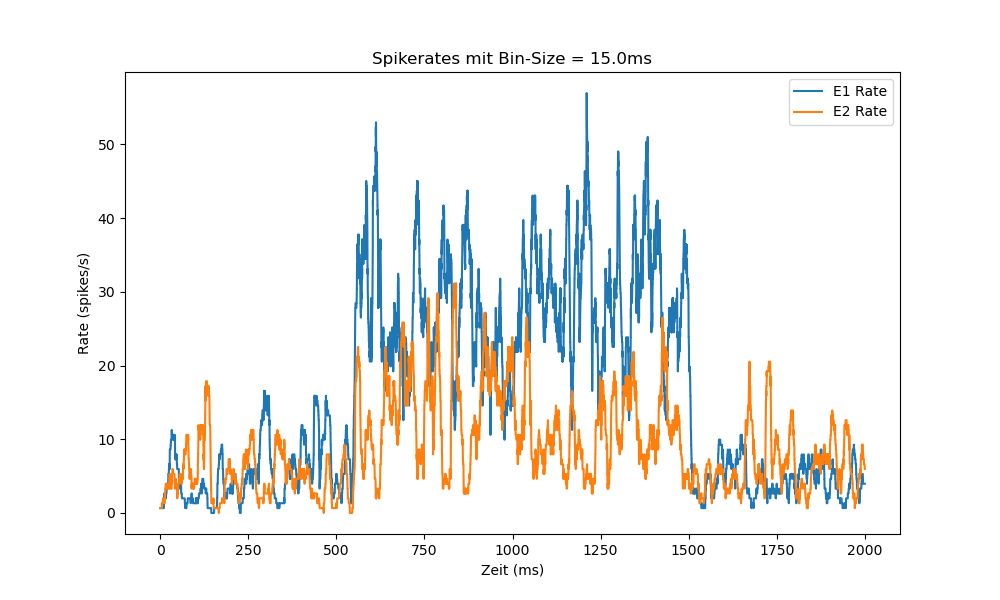 Spikerates mit Bin-Size = 15.0ms
E1 Rate
E2 Rate
Rate (spikes/s)
50
40
30
20
10
0
0 250 500 750 1000 1250 1500 1750 2000
Zeit (ms)